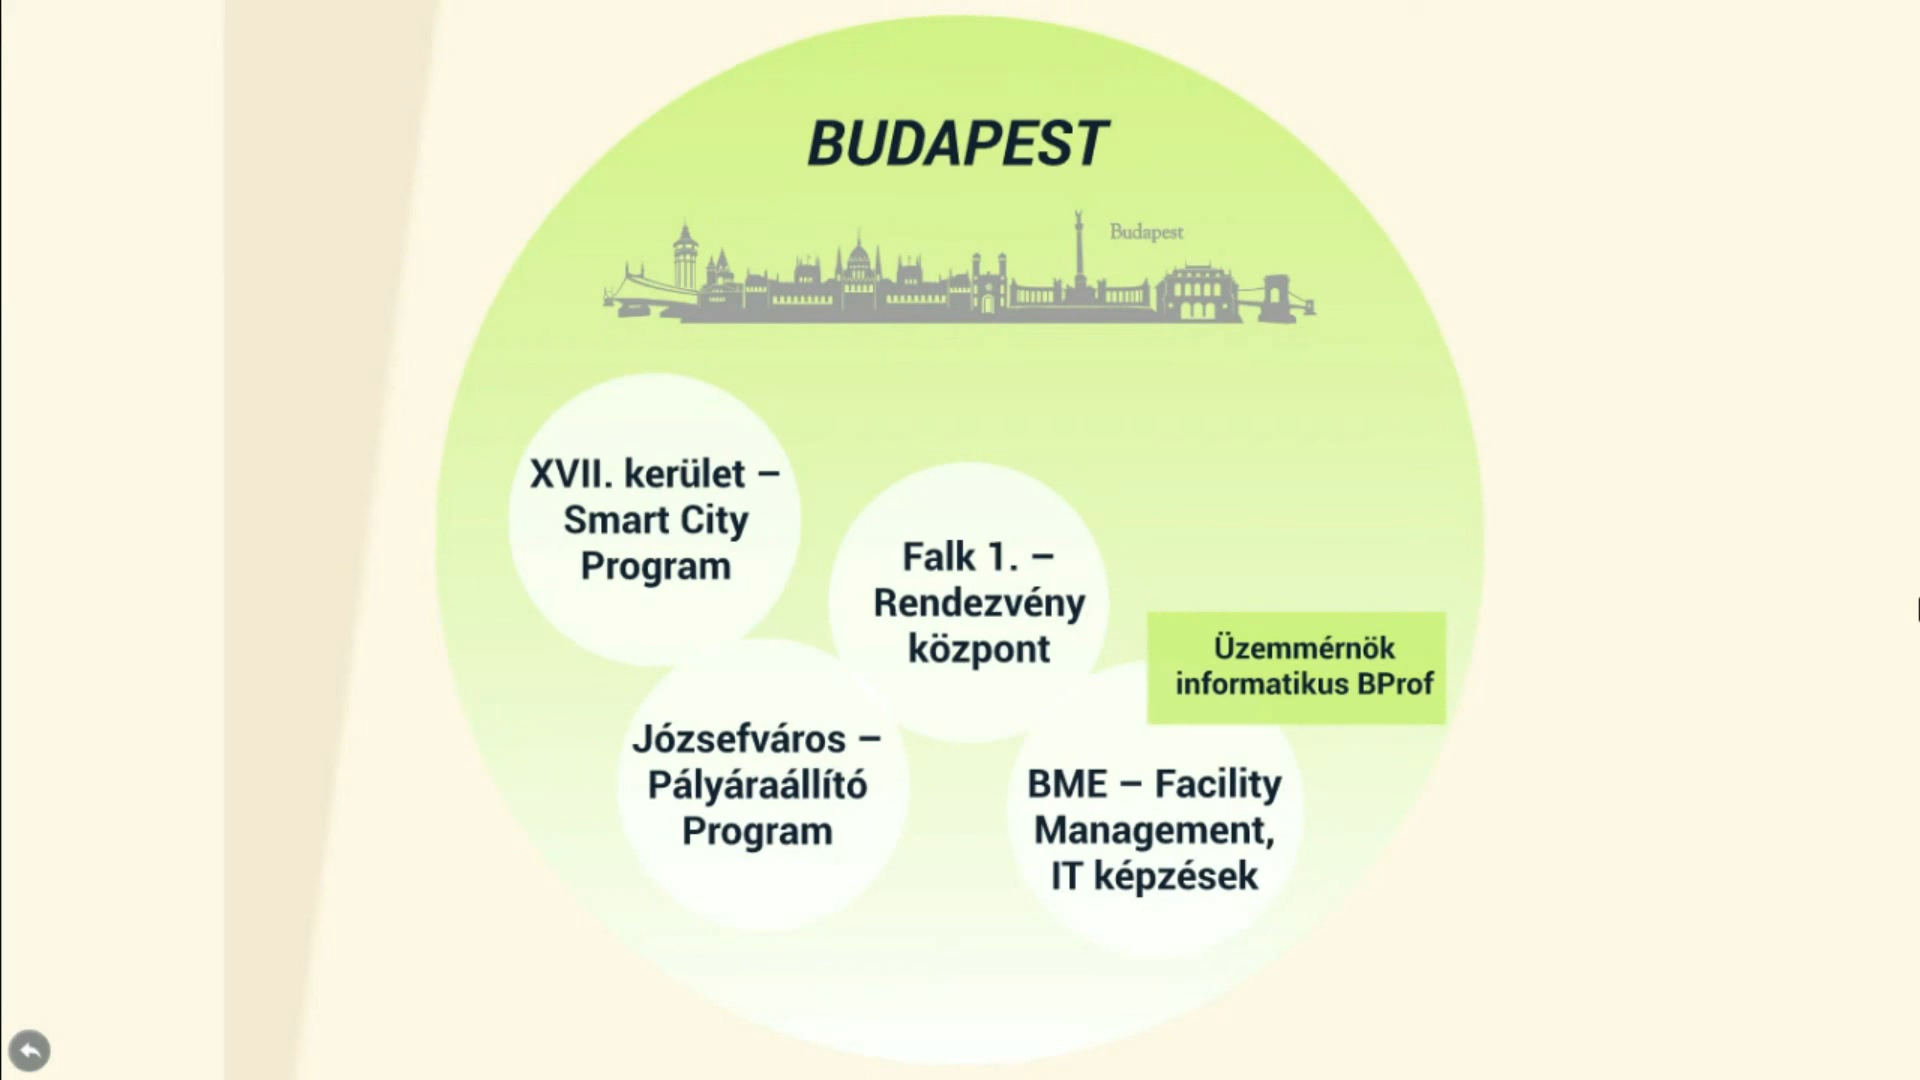 BUDAPEST
Budapest
XVII. kerület –
Smart City
Program
Falk 1. –
Rendezvény
központ
Üzemmérnök
informatikus BProf
Józsefváros –
Pályáraállító
Program
BME – Facility
Management,
IT képzések